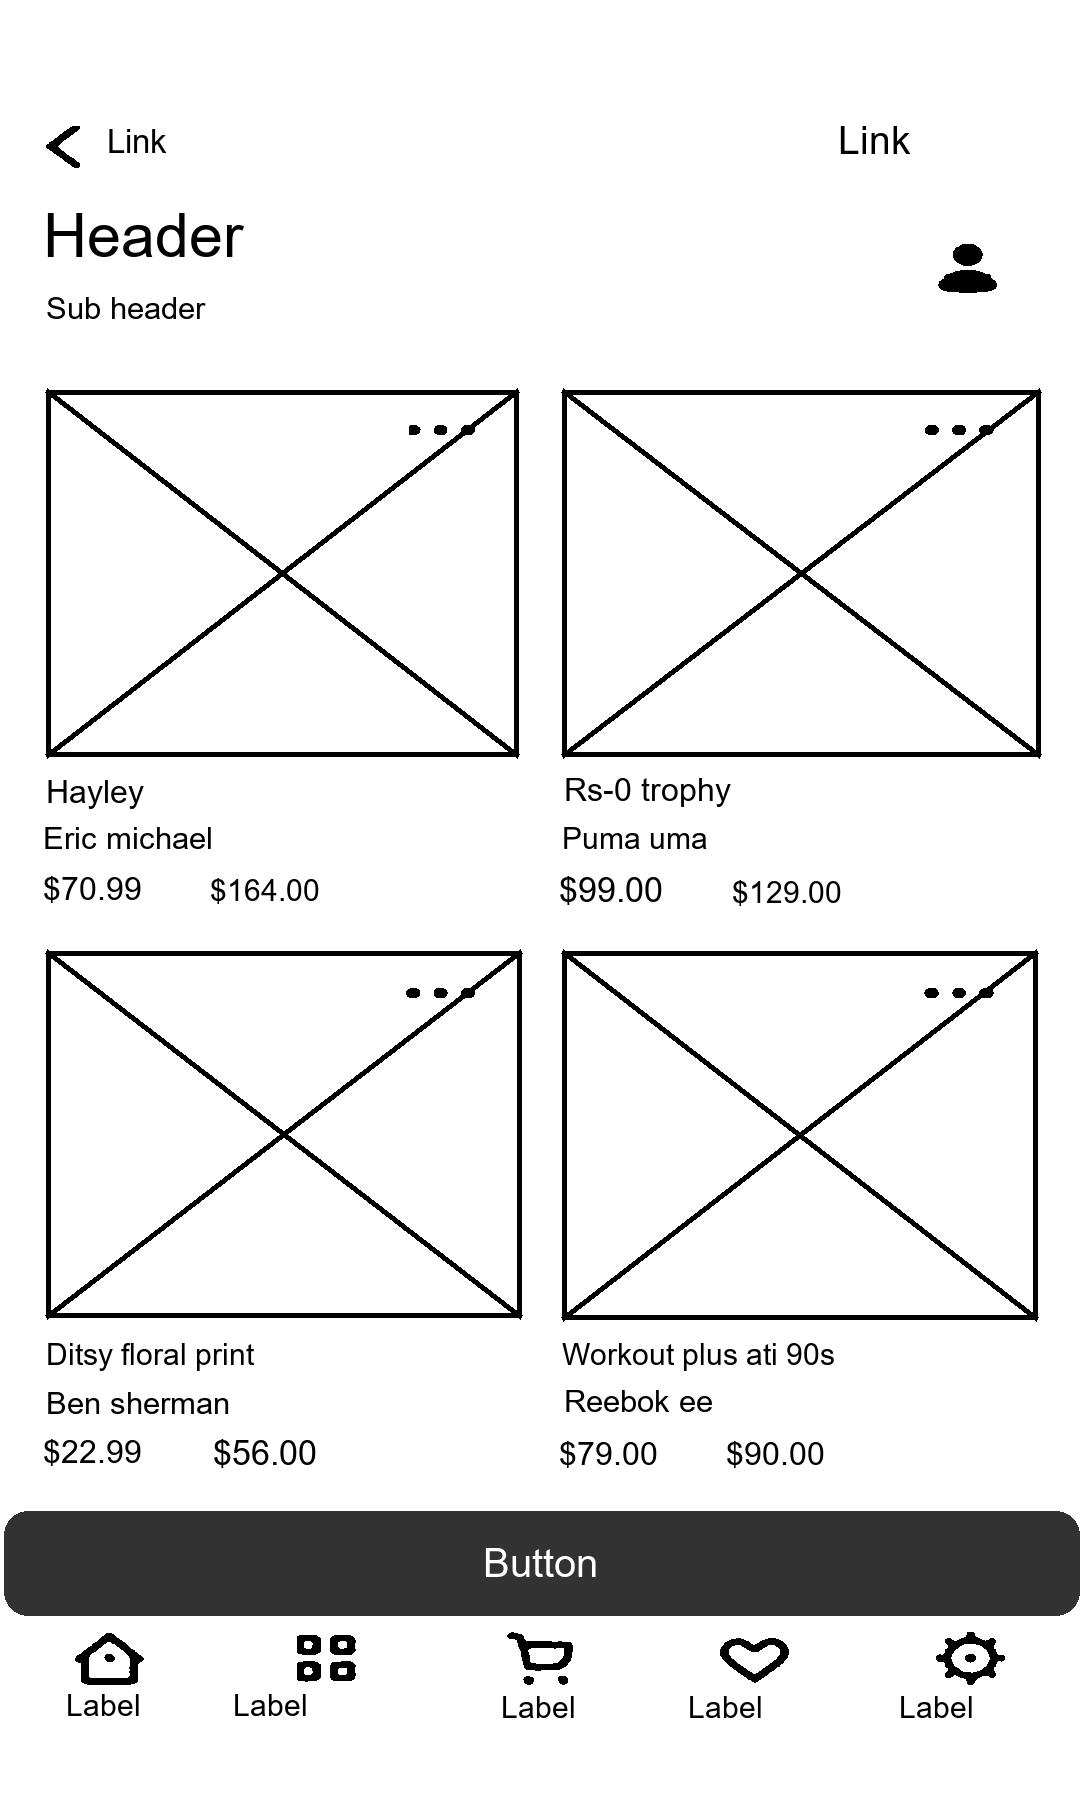 Link
Link
Header
Sub header
Hayley
Eric michael
$70.99 $164.00
Rs-0 trophy
Puma uma
$99.00 $129.00
Ditsy floral print
Ben sherman
$22.99 $56.00
Workout plus ati 90s
Reebok ee
$79.00 $90.00
Button
Label
Label
Label
Label
Label